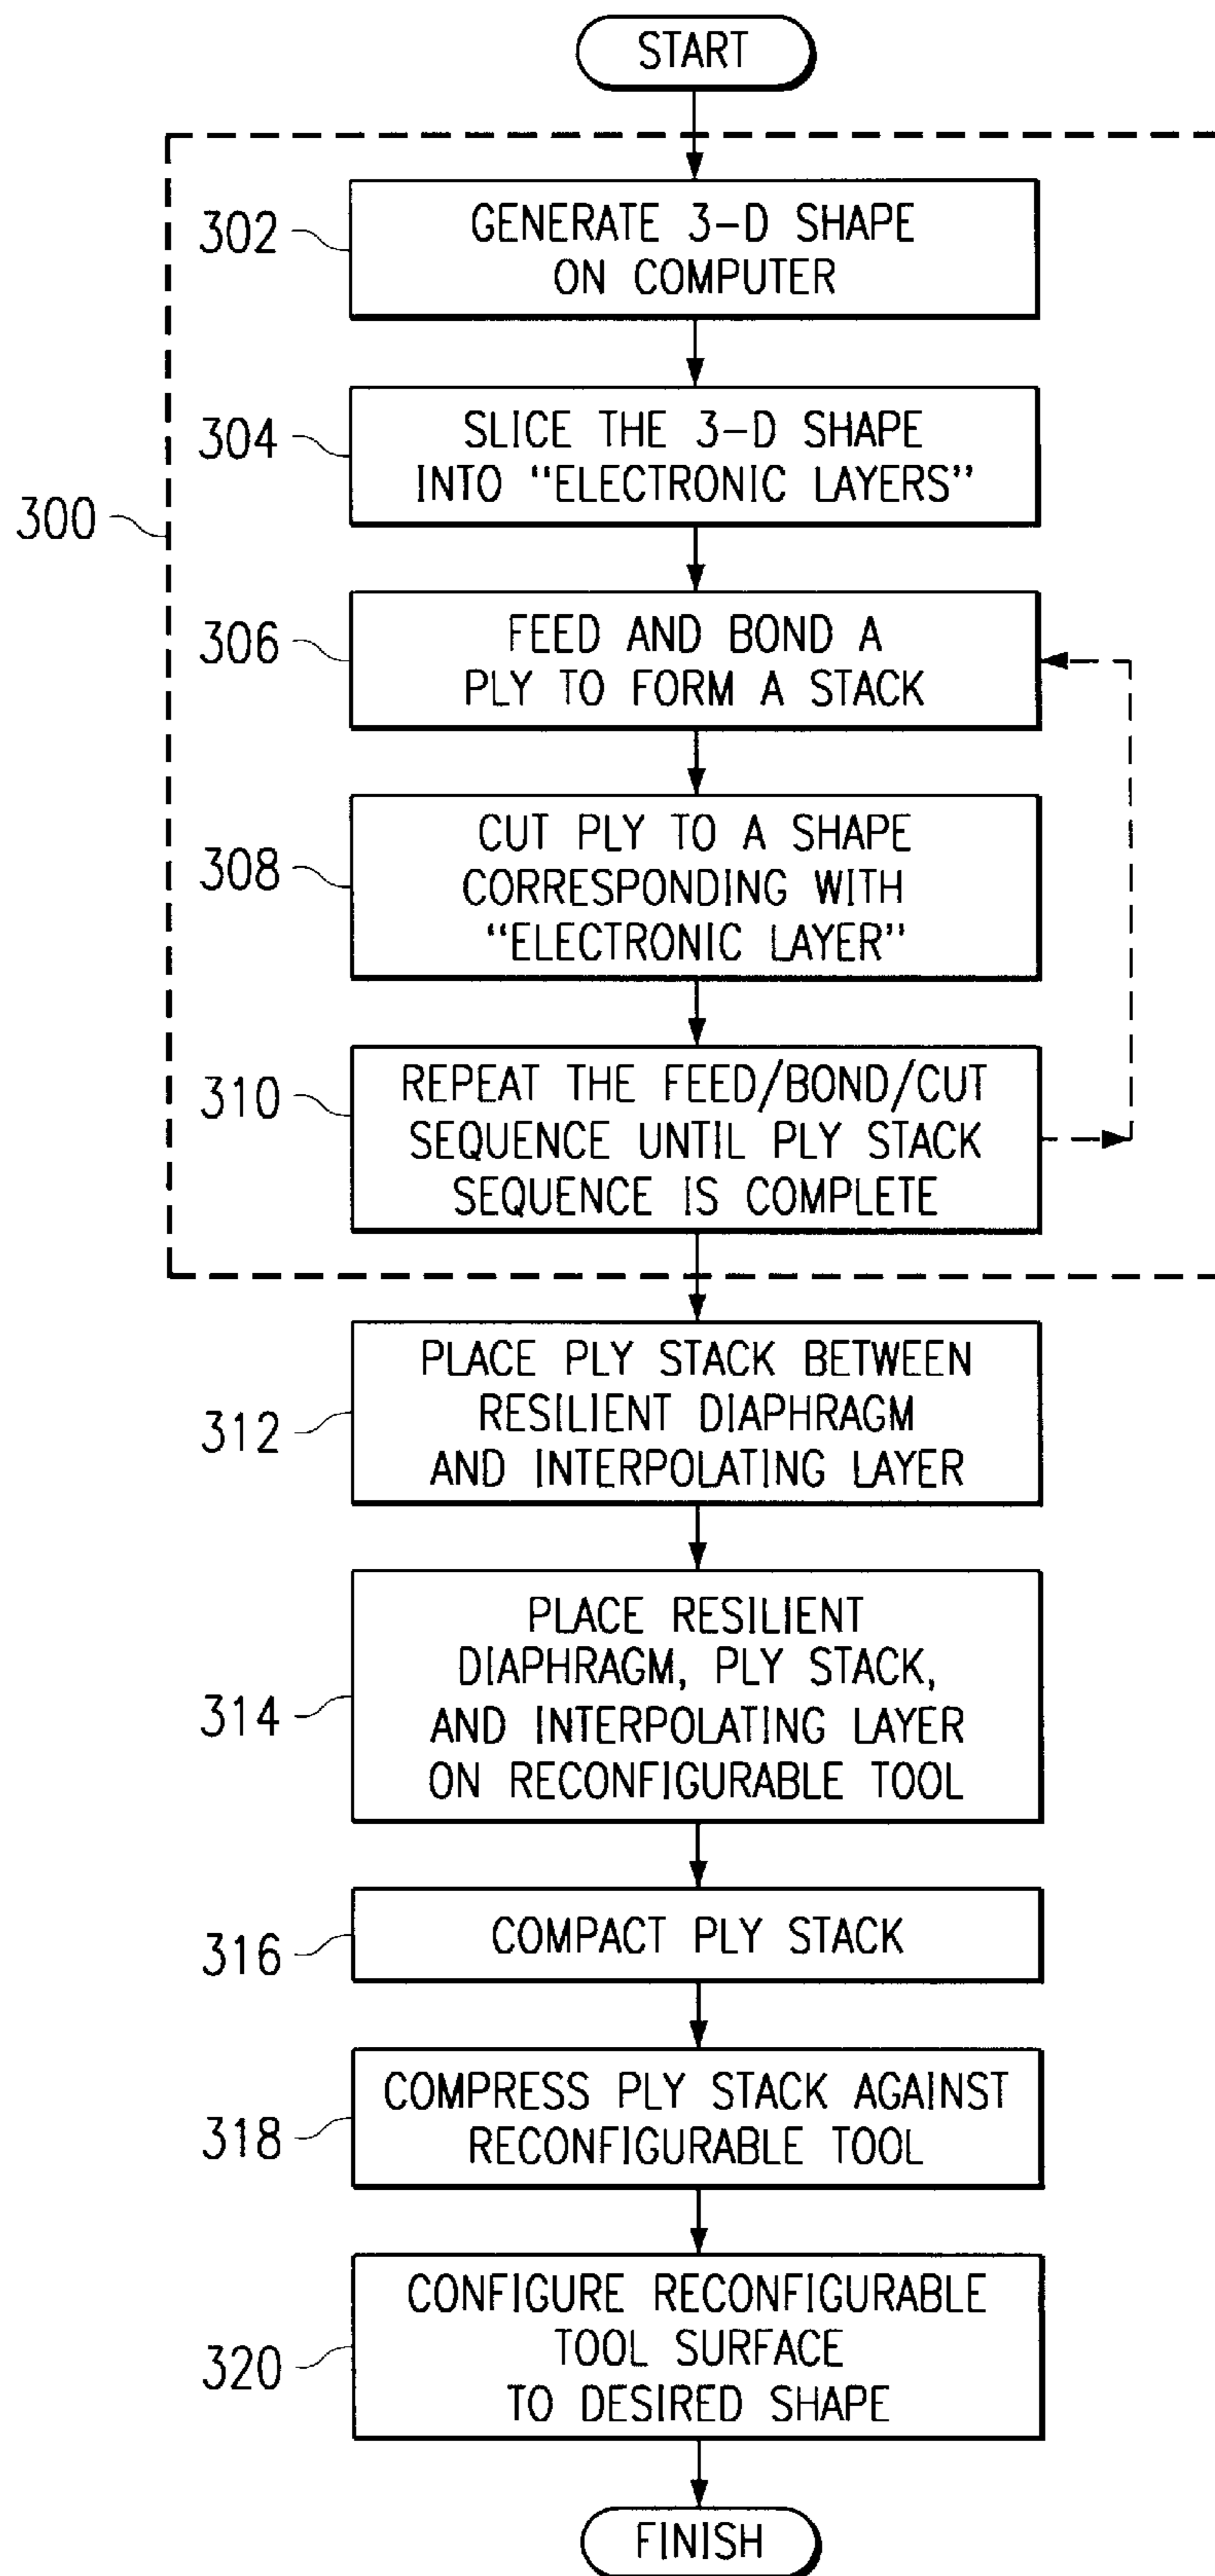 START
302
GENERATE 3-D SHAPE
ON COMPUTER
304
SLICE THE 3-D SHAPE
INTO "ELECTRONIC LAYERS"
300
306
FEED AND BOND A
PLY TO FORM A STACK
308
CUT PLY TO A SHAPE
CORRESPONDING WITH
"ELECTRONIC LAYER"
310
REPEAT THE FEED/BOND/CUT
SEQUENCE UNTIL PLY STACK
SEQUENCE IS COMPLETE
312
PLACE PLY STACK BETWEEN
RESILIENT DIAPHRAGM
AND INTERPOLATING LAYER
314
PLACE RESILIENT
DIAPHRAGM, PLY STACK,
AND INTERPOLATING LAYER
ON RECONFIGURABLE TOOL
316
COMPACT PLY STACK
318
COMPRESS PLY STACK AGAINST
RECONFIGURABLE TOOL
320
CONFIGURE RECONFIGURABLE
TOOL SURFACE
TO DESIRED SHAPE
FINISH